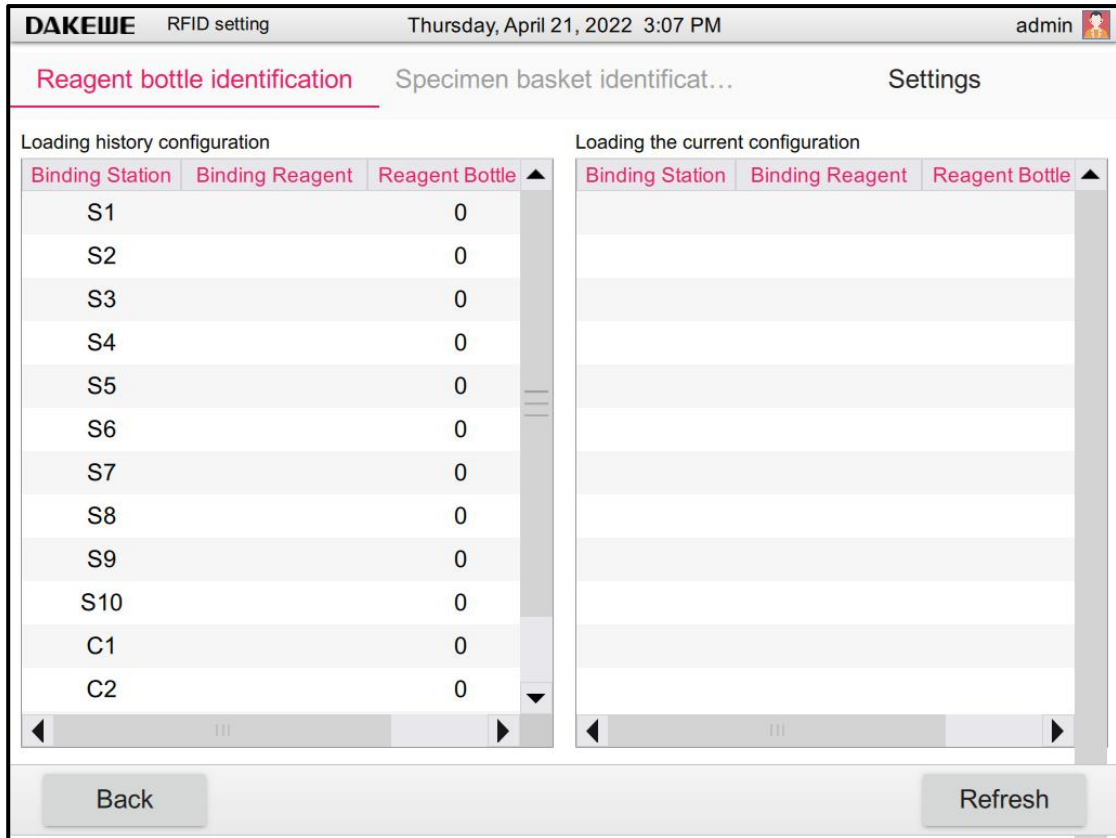 DAKEWE RFID setting Thursday, April 21, 2022 3:07 PM admin
Reagent bottle identification Specimen basket identificat... Settings
Loading history configuration Loading the current configuration
Binding Station Binding Reagent Reagent Bottle Binding Station Binding Reagent Reagent Bottle
S1 0
S2 0
S3 0
S4 0
S5 0
S6 0
S7 0
S8 0
S9 0
S10 0
C1 0
C2 0
Back Refresh